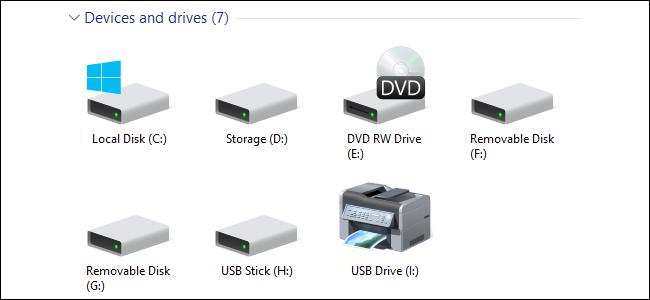 Devices and drives (7)
DVD
Local Disk (C:)
Storage (D:)
DVD RW Drive
(E:)
Removable Disk
(F:)
Removable Disk
(G:)
USB Stick (H:)
USB Drive (I:)